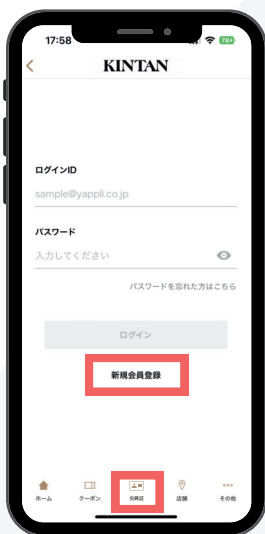 17:58
78
KINTAN
ログインID
sample@yappli.co.jp
パスワード
入力してください
パスワードを忘れた方はこちら
ログイン
新規会員登録
ホーム
クーポン
会員証
店舗
その他